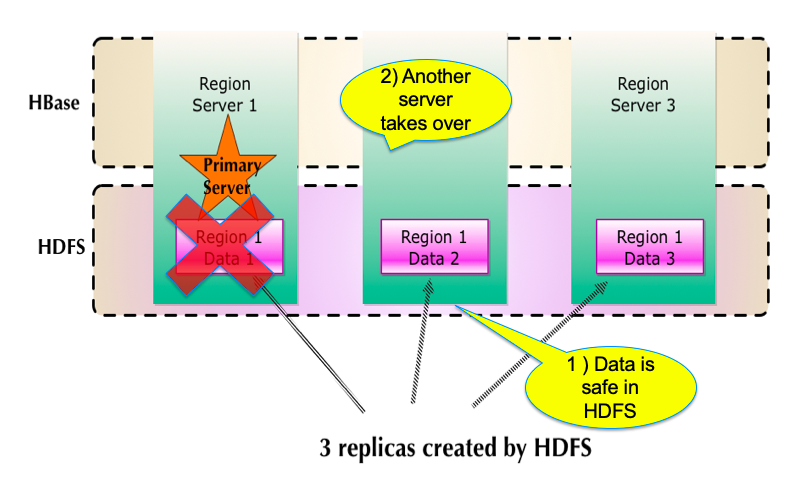 HBase
Region
Server 1
Primary
Server
2) Another
server
takes over
Region
Server 3
HDFS
Region 1
Data 1
Region 1
Data 2
Region 1
Data 3
1 ) Data is
safe in
HDFS
3 replicas created by HDFS